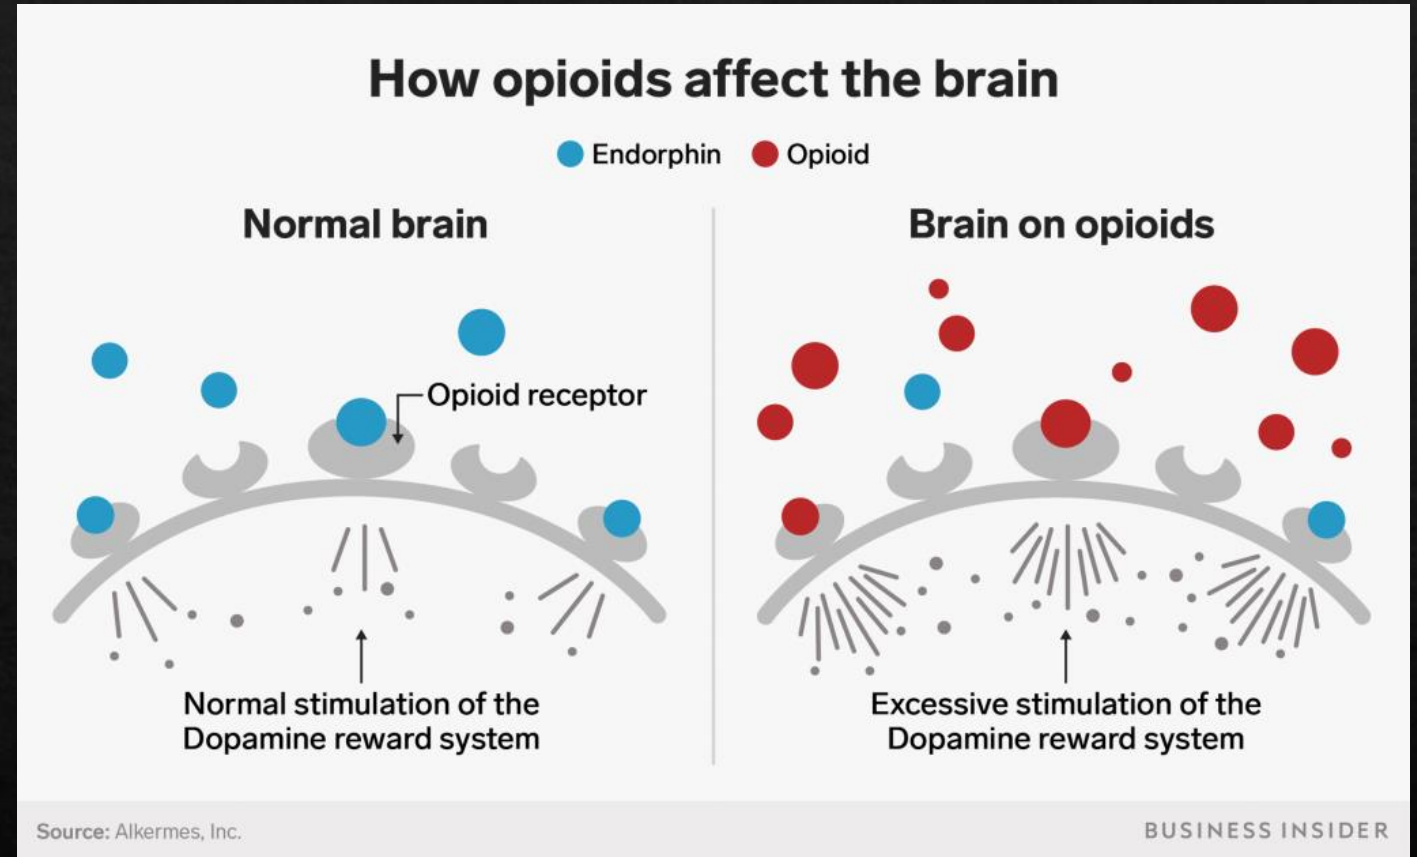 How opioids affect the brain
Endorphin Opioid
Normal brain
Opioid receptor
Normal stimulation of the
Dopamine reward system
Brain on opioids
Excessive stimulation of the
Dopamine reward system
Source: Alkermes, Inc.
BUSINESS INSIDER